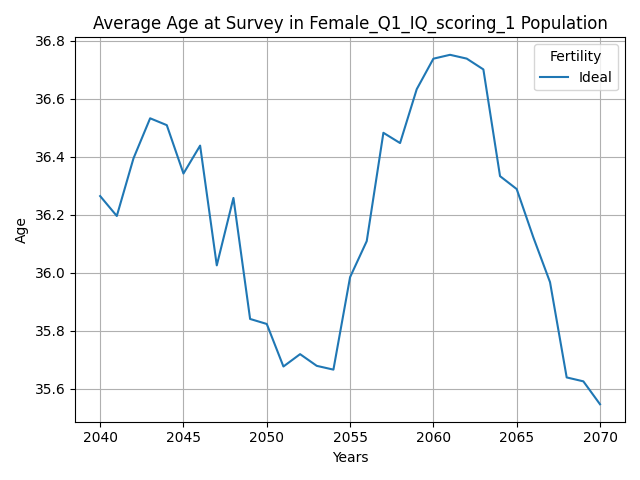 Average Age at Survey in Female_Q1_IQ_scoring_1 Population
Fertility
Ideal
Age
36.8
36.6
36.4
36.2
36.0
35.8
35.6
2040 2045 2050 2055 2060 2065 2070
Years